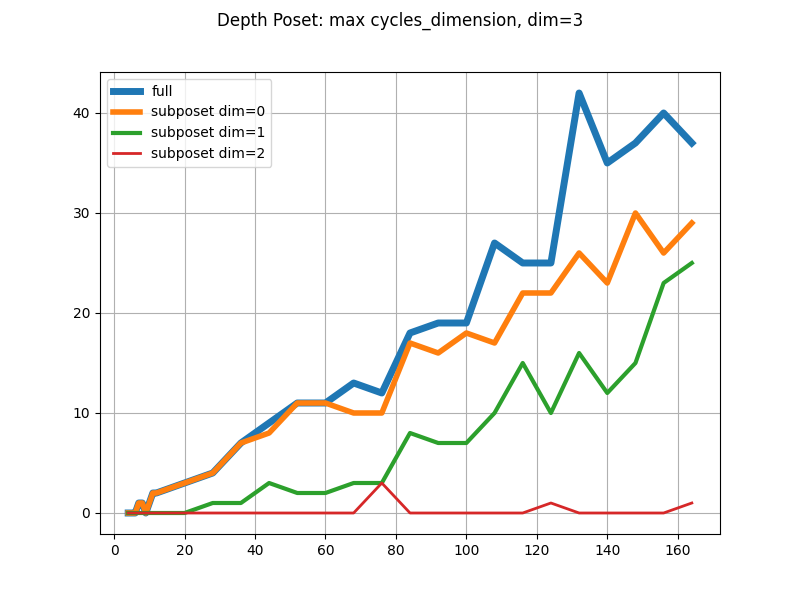 Depth Poset: max cycles_dimension, dim=3
full
subposet dim=0
subposet dim=1
subposet dim=2
40
30
20
10
0
0 20 40 60 80 100 120 140 160